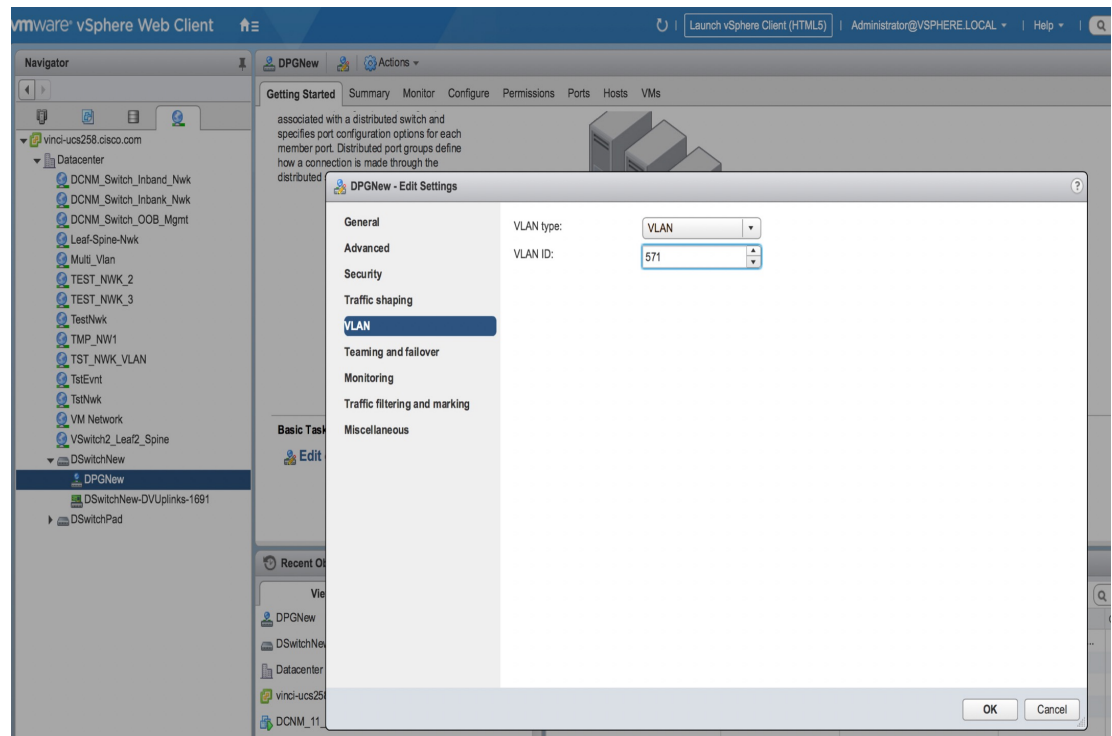 vmware® vSphere Web Client
Launch vSphere Client (HTML5) | Administrator@VSPHERE.LOCAL | Help
Navigator
vinci-ucs258.cisco.com
Datacenter
DCNM_Switch_Inband_Nwk
DCNM_Switch_Inbank_Nwk
DCNM_Switch_OOB_Mgmt
Leaf-Spine-Nwk
Multi_Vlan
TEST_NWK_2
TEST_NWK_3
TestNwk
TMP_NW1
TST_NWK_VLAN
TstEvnt
TstNwk
VM Network
VSwitch2_Leaf2_Spine
DSwitchNew
DPGNew
DSwitchNew-DVUplinks-1691
DSwitchPad
DPGNew
Actions
Getting Started Summary Monitor Configure Permissions Ports Hosts VMs
associated with a distributed switch and
specifies port configuration options for each
member port. Distributed port groups define
how a connection is made through the
distributed
Basic Task
Edit
Recent Ob
Vie
DPGNew
DSwitchNew
Datacenter
vinci-ucs258
DCNM_11_
DPGNew - Edit Settings
?
General
Advanced
Security
Traffic shaping
VLAN
Teaming and failover
Monitoring
Traffic filtering and marking
Miscellaneous
VLAN type: VLAN
VLAN ID: 571
OK Cancel